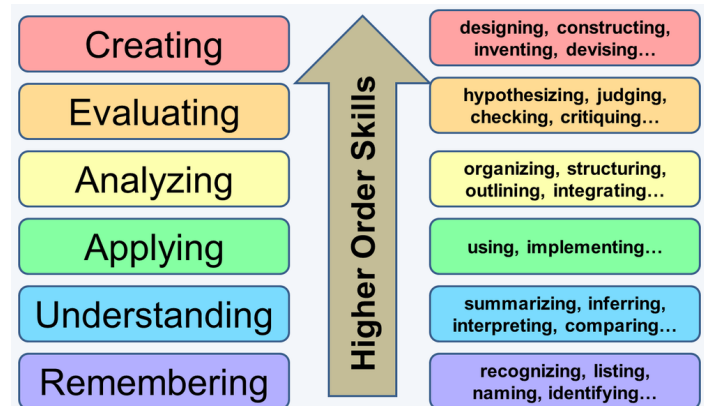 Creating
designing, constructing,
inventing, devising…
Evaluating
hypothesizing, judging,
checking, critiquing…
Analyzing
organizing, structuring,
outlining, integrating…
Applying
using, implementing…
Understanding
summarizing, inferring,
interpreting, comparing…
Remembering
recognizing, listing,
naming, identifying…
Higher Order Skills